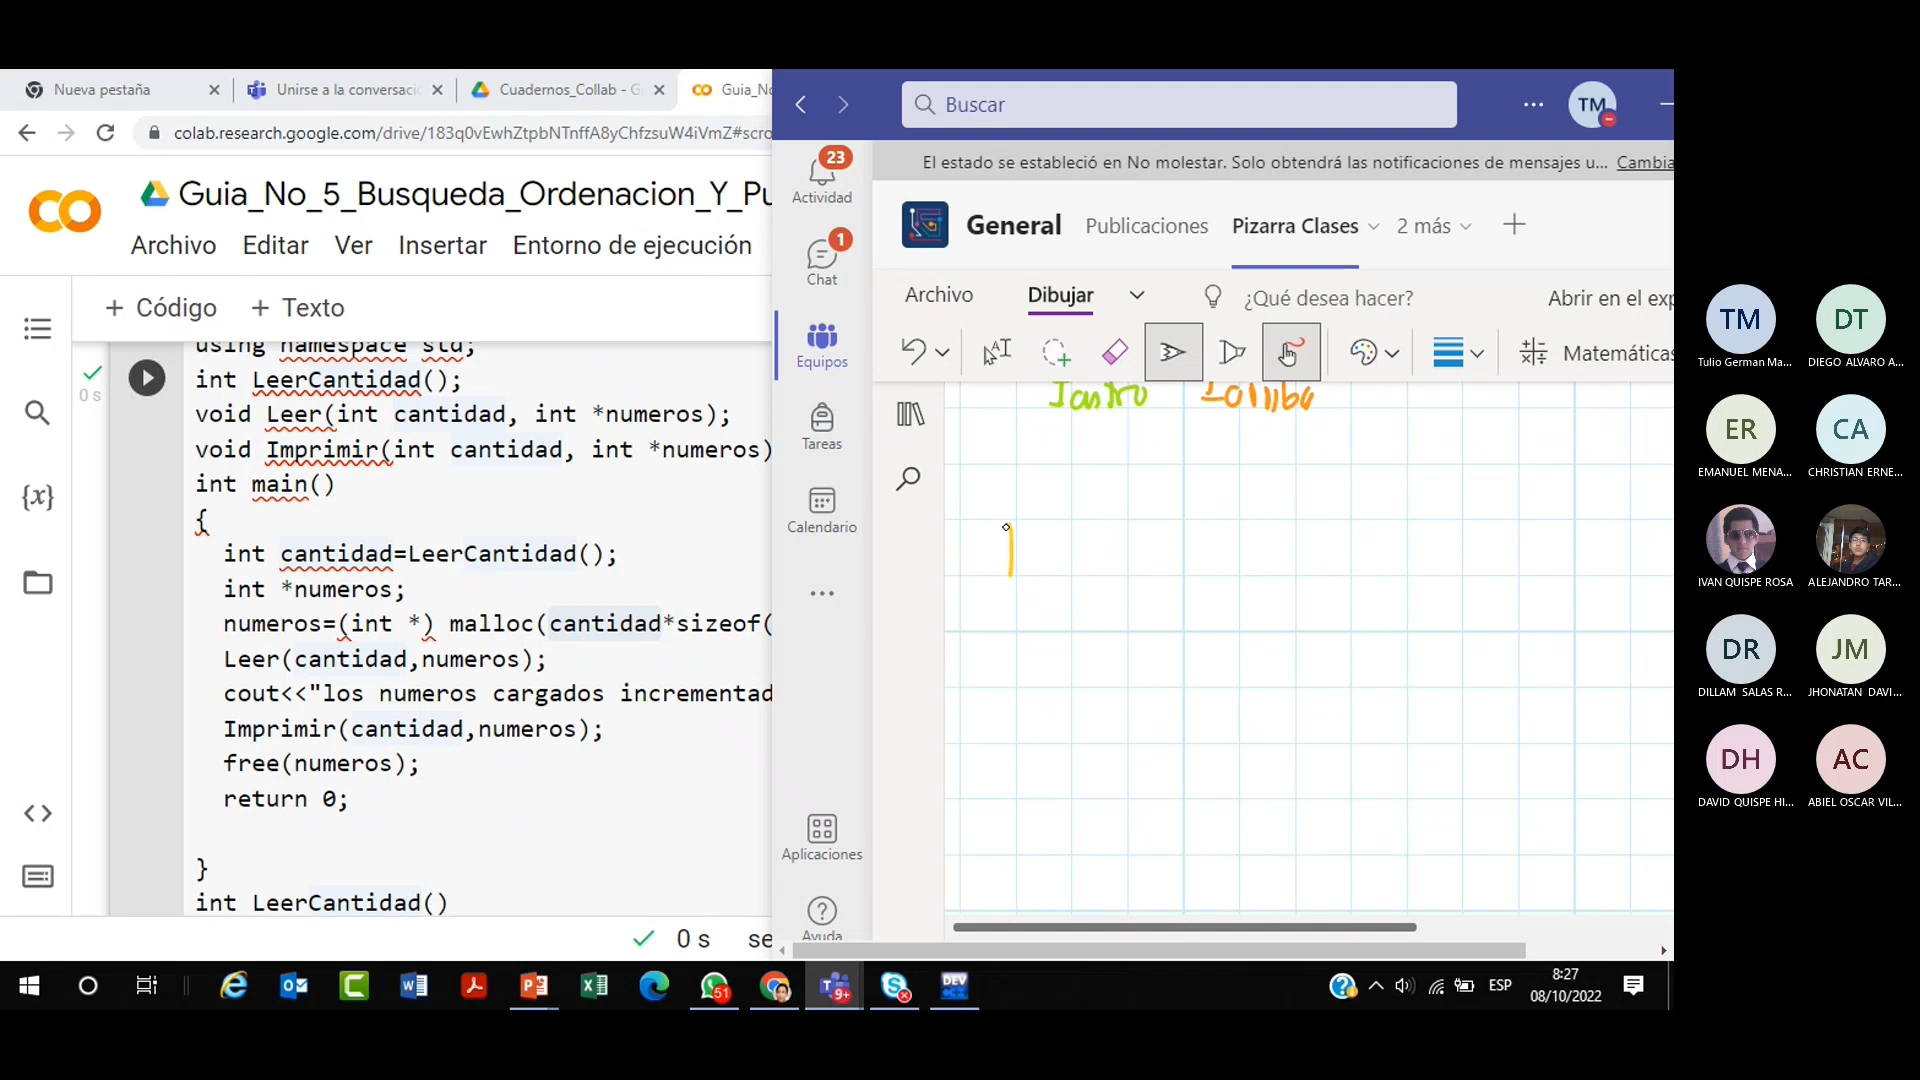 Nueva pestaña
Unirse a la conversació
Cuadernos_Collab - G
Guia_No
colab.research.google.com/drive/183q0vEwhZtpbNTnffA8yChfzsuW4iVmZ#scro
Guia_No_5_Busqueda_Ordenacion_Y_Pu
Archivo Editar Ver Insertar Entorno de ejecución
+ Código + Texto
using namespace std;
0 s
int LeerCantidad();
void Leer(int cantidad, int *numeros);
void Imprimir(int cantidad, int *numeros)
int main()
{
int cantidad=LeerCantidad();
int *numeros;
numeros=(int *) malloc(cantidad*sizeof(
Leer(cantidad,numeros);
cout<<"los numeros cargados incrementad
Imprimir(cantidad,numeros);
free(numeros);
return 0;
}
int LeerCantidad()
0 s se
{x}
Buscar
TM
El estado se estableció en No molestar. Solo obtendrá las notificaciones de mensajes u... Cambia
23
Actividad
1
Chat
Equipos
Tareas
Calendario
Aplicaciones
Ayuda
General Publicaciones Pizarra Clases 2 más
Archivo Dibujar ¿Qué desea hacer? Abrir en el exp
Matemáticas
TM
Tulio German Ma...
DT
DIEGO ALVARO A...
ER
EMANUEL MENA...
CA
CHRISTIAN ERNE...
IVAN QUISPE ROSA
ALEJANDRO TAR...
DR
DILLAM SALAS R...
JM
JHONATAN DAVI...
DH
DAVID QUISPE HI...
AC
ABIEL OSCAR VIL...
51
9+
DEV
ESP
8:27
08/10/2022